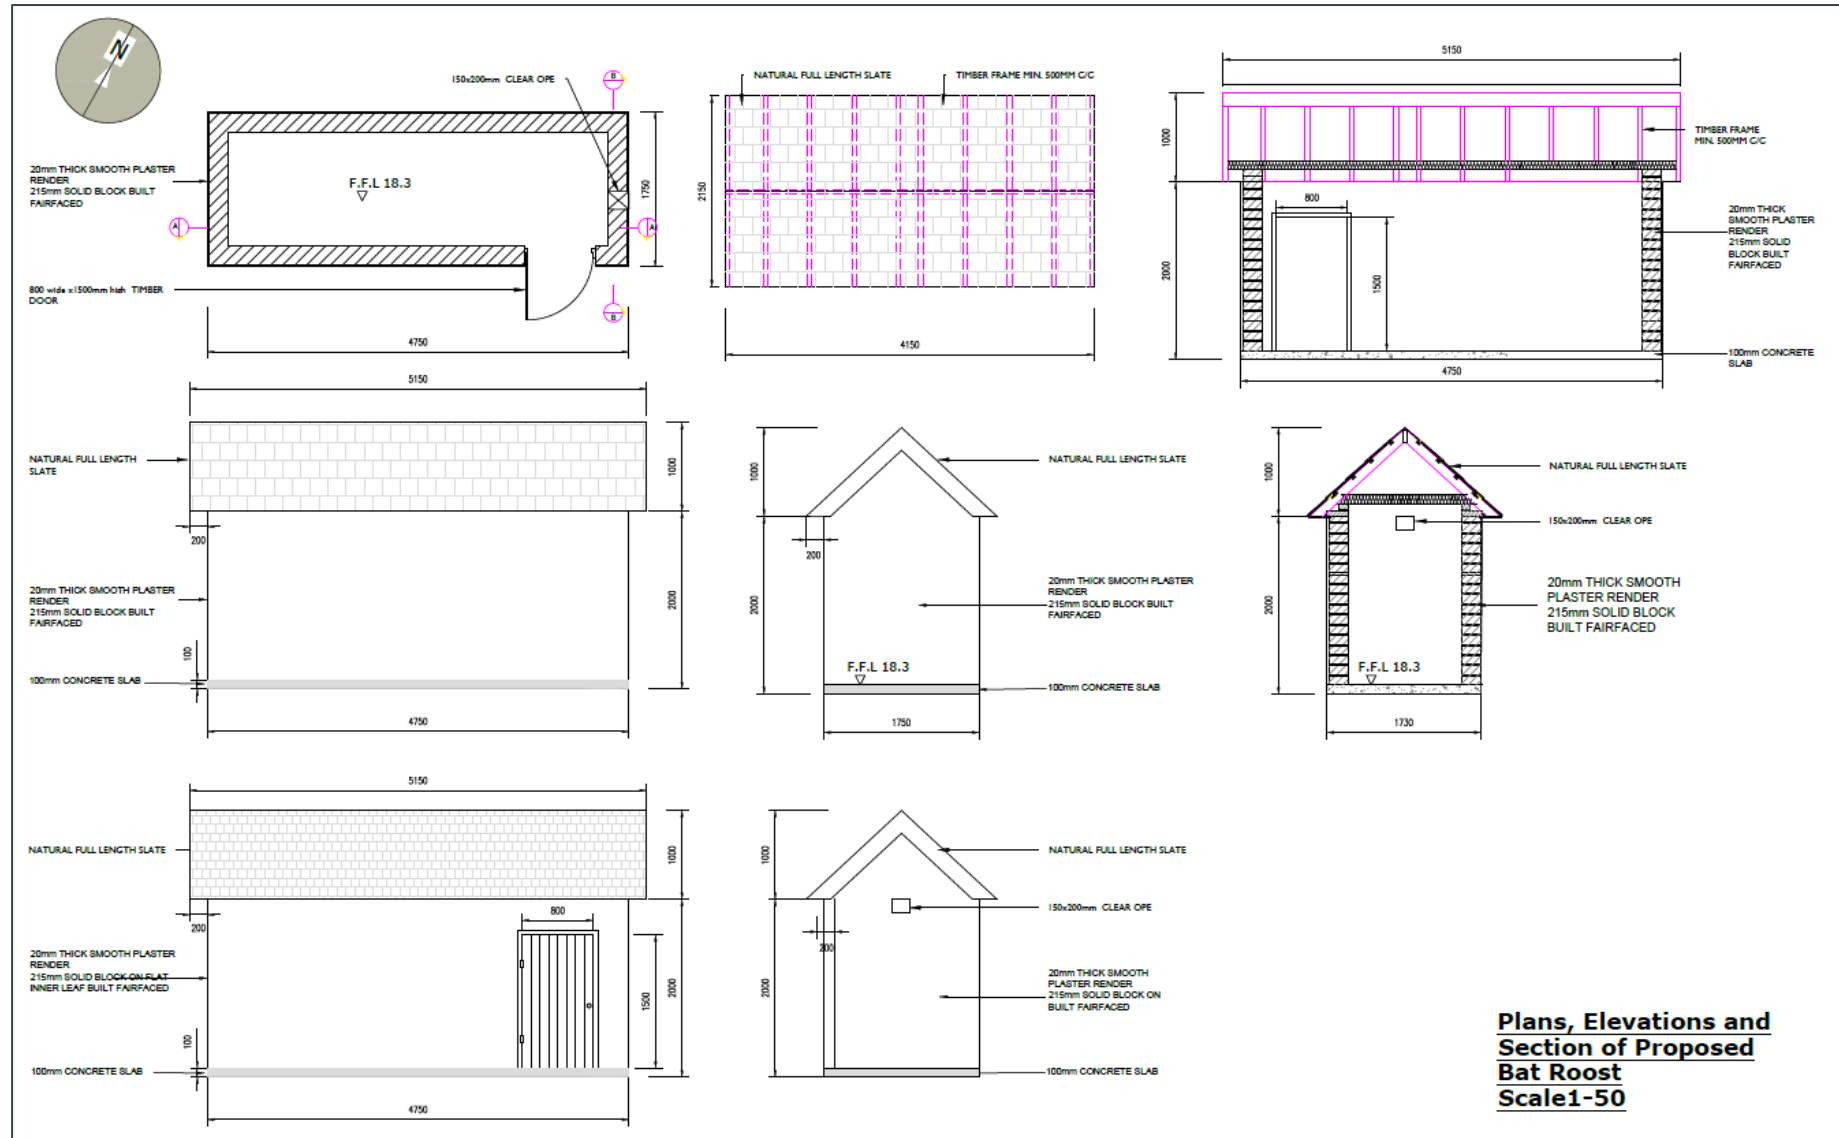 N
150x200mm CLEAR OPE
B
20mm THICK SMOOTH PLASTER
RENDER
215mm SOLID BLOCK BUILT
FAIRFACED
F.F.L 18.3
1750
A
A
800 wide x1500mm high TIMBER
DOOR
B
4750
NATURAL FULL LENGTH SLATE
TIMBER FRAME MIN. 500MM C/C
2150
4150
5150
1000
TIMBER FRAME
MIN. 500MM C/C
800
20mm THICK
SMOOTH PLASTER
RENDER
215mm SOLID
BLOCK BUILT
FAIRFACED
2000
1500
100mm CONCRETE
SLAB
4750
5150
NATURAL FULL LENGTH
SLATE
1000
200
20mm THICK SMOOTH PLASTER
RENDER
215mm SOLID BLOCK BUILT
FAIRFACED
2000
100
100mm CONCRETE SLAB
4750
1000
NATURAL FULL LENGTH SLATE
200
20mm THICK SMOOTH PLASTER
RENDER
215mm SOLID BLOCK BUILT
FAIRFACED
2000
F.F.L 18.3
100mm CONCRETE SLAB
1750
1000
NATURAL FULL LENGTH SLATE
150x200mm CLEAR OPE
20mm THICK SMOOTH
PLASTER RENDER
215mm SOLID BLOCK
BUILT FAIRFACED
2000
F.F.L 18.3
1730
5150
NATURAL FULL LENGTH SLATE
1000
200
800
20mm THICK SMOOTH PLASTER
RENDER
215mm SOLID BLOCK ON FLAT
INNER LEAF BUILT FAIRFACED
1500
2000
100
100mm CONCRETE SLAB
4750
1000
NATURAL FULL LENGTH SLATE
150x200mm CLEAR OPE
200
20mm THICK SMOOTH
PLASTER RENDER
215mm SOLID BLOCK ON
BUILT FAIRFACED
2000
100mm CONCRETE SLAB
Plans, Elevations and
Section of Proposed
Bat Roost
Scale1-50